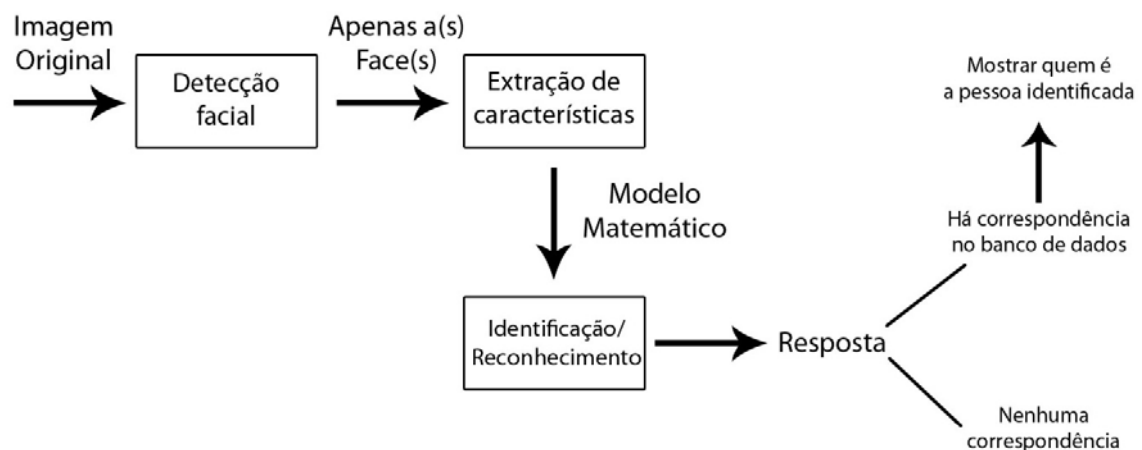 Imagem
Original
Detecção
facial
Apenas a(s)
Face(s)
Extração de
características
Modelo
Matemático
Identificação/
Reconhecimento
Resposta
Há correspondência
no banco de dados
Mostrar quem é
a pessoa identificada
Nenhuma
correspondência